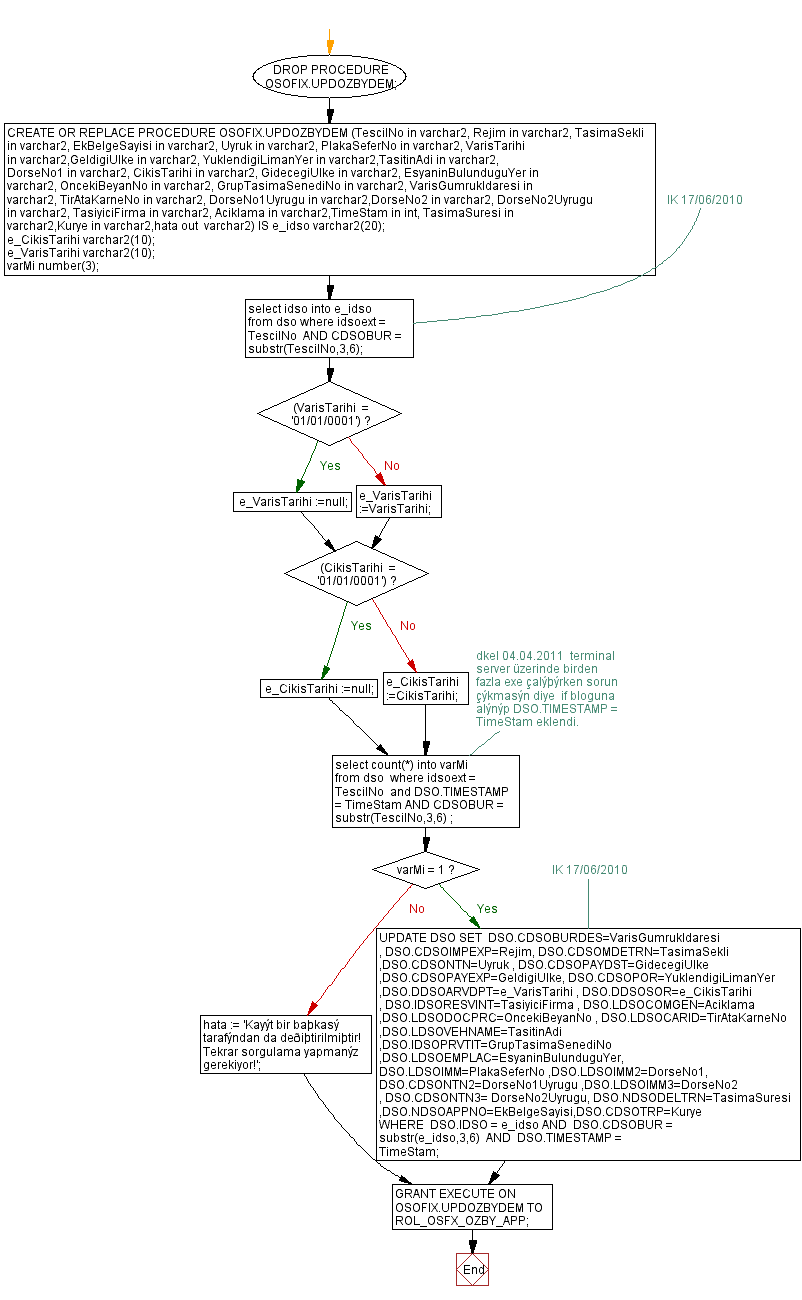 DROP PROCEDURE
OSOFIX.UPDOZBYDEM;
CREATE OR REPLACE PROCEDURE OSOFIX.UPDOZBYDEM (TescilNo in varchar2, Rejim in varchar2, TasimaSekli
in varchar2, EkBelgeSayisi in varchar2, Uyruk in varchar2, PlakaSeferNo in varchar2, VarisTarihi
in varchar2,GeldigiUlke in varchar2, YuklendigiLimanYer in varchar2,TasitinAdi in varchar2,
DorseNo1 in varchar2, CikisTarihi in varchar2, GidecegiUlke in varchar2, EsyaninBulunduguYer in
varchar2, OncekiBeyanNo in varchar2, GrupTasimaSenediNo in varchar2, VarisGumrukIdaresi in
varchar2, TirAtaKarneNo in varchar2, DorseNo1Uyrugu in varchar2,DorseNo2 in varchar2, DorseNo2Uyrugu
in varchar2, TasiyiciFirma in varchar2, Aciklama in varchar2,TimeStam in int, TasimaSuresi in
varchar2,Kurye in varchar2,hata out varchar2) IS e_idso varchar2(20);
e_CikisTarihi varchar2(10);
e_VarisTarihi varchar2(10);
varMi number(3);
IK 17/06/2010
select idso into e_idso
from dso where idsoext =
TescilNo AND CDSOBUR =
substr(TescilNo,3,6);
(VarisTarihi =
'01/01/0001') ?
Yes
No
e_VarisTarihi :=null;
e_VarisTarihi
:=VarisTarihi;
(CikisTarihi =
'01/01/0001') ?
Yes
No
e_CikisTarihi :=null;
e_CikisTarihi
:=CikisTarihi;
dkel 04.04.2011 terminal
server üzerinde birden
fazla exe çalýþýrken sorun
çýkmasýn diye if bloguna
alýnýp DSO.TIMESTAMP =
TimeStam eklendi.
select count(*) into varMi
from dso where idsoext =
TescilNo and DSO.TIMESTAMP
= TimeStam AND CDSOBUR =
substr(TescilNo,3,6) ;
varMi = 1 ?
IK 17/06/2010
No
Yes
hata := 'Kayýt bir baþkasý
tarafýndan da deðiþtirilmiþtir!
Tekrar sorgulama yapmanýz
gerekiyor!';
UPDATE DSO SET DSO.CDSOBURDES=VarisGumrukIdaresi
, DSO.CDSOIMPEXP=Rejim, DSO.CDSOMDETRN=TasimaSekli
,DSO.CDSONTN=Uyruk , DSO.CDSOPAYDST=GidecegiUlke
,DSO.CDSOPAYEXP=GeldigiUlke, DSO.CDSOPOR=YuklendigiLimanYer
,DSO.DDSOARVDPT=e_VarisTarihi , DSO.DDSOSOR=e_CikisTarihi
, DSO.IDSORESVINT=TasiyiciFirma , DSO.LDSOCOMGEN=Aciklama
,DSO.LDSODOCPRC=OncekiBeyanNo , DSO.LDSOCARID=TirAtaKarneNo
,DSO.LDSOVEHNAME=TasitinAdi
,DSO.IDSOPRVTIT=GrupTasimaSenediNo
,DSO.LDSOEMPLAC=EsyaninBulunduguYer,
DSO.LDSOIMM=PlakaSeferNo ,DSO.LDSOIMM2=DorseNo1,
DSO.CDSONTN2=DorseNo1Uyrugu ,DSO.LDSOIMM3=DorseNo2
, DSO.CDSONTN3= DorseNo2Uyrugu, DSO.NDSODELTRN=TasimaSuresi
,DSO.NDSOAPPNO=EkBelgeSayisi,DSO.CDSOTRP=Kurye
WHERE DSO.IDSO = e_idso AND DSO.CDSOBUR =
substr(e_idso,3,6) AND DSO.TIMESTAMP =
TimeStam;
GRANT EXECUTE ON
OSOFIX.UPDOZBYDEM TO
ROL_OSFX_OZBY_APP;
End